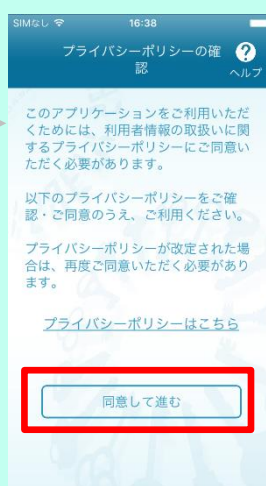 SIMなし 16:38
プライバシーポリシーの確
認
ヘルプ
このアプリケーションをご利用いただ
くためには、利用者情報の取扱いに関
するプライバシーポリシーにご同意い
ただく必要があります。
以下のプライバシーポリシーをご確
認・ご同意のうえ、ご利用ください。
プライバシーポリシーが改定された場
合は、再度ご同意いただく必要があり
ます。
プライバシーポリシーはこちら
同意して進む